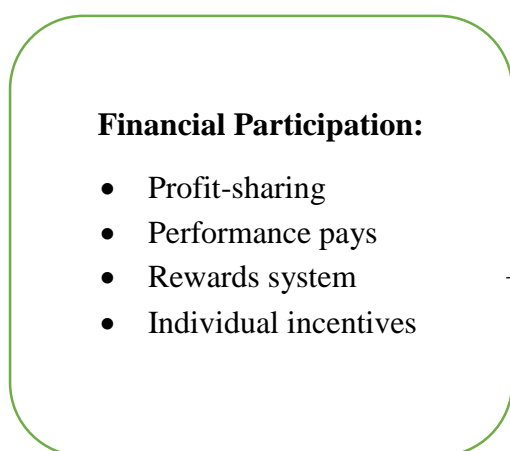 Financial Participation:
• Profit-sharing
• Performance pays
• Rewards system
• Individual incentives